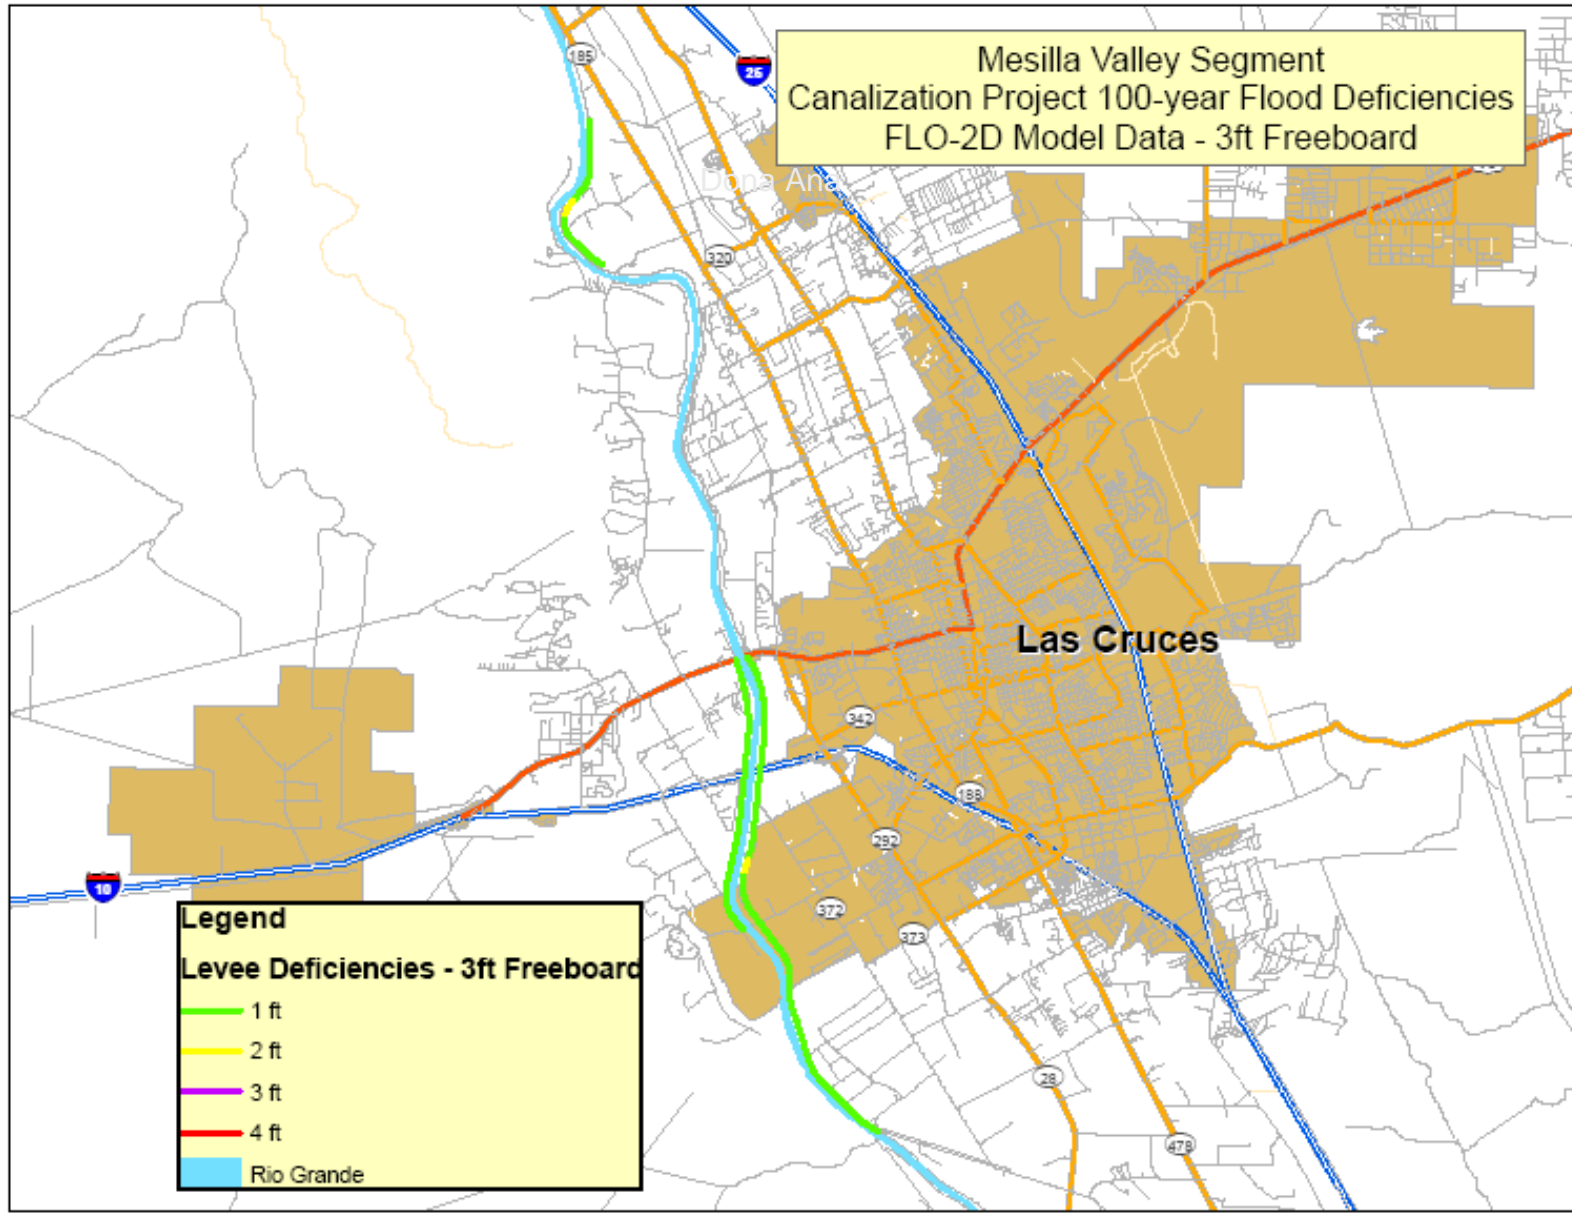 Mesilla Valley Segment
Canalization Project 100-year Flood Deficiencies
FLO-2D Model Data - 3ft Freeboard
185
25
Dona Ana
320
Las Cruces
342
188
292
10
372
373
28
478
Legend
Levee Deficiencies - 3ft Freeboard
1 ft
2 ft
3 ft
4 ft
Rio Grande